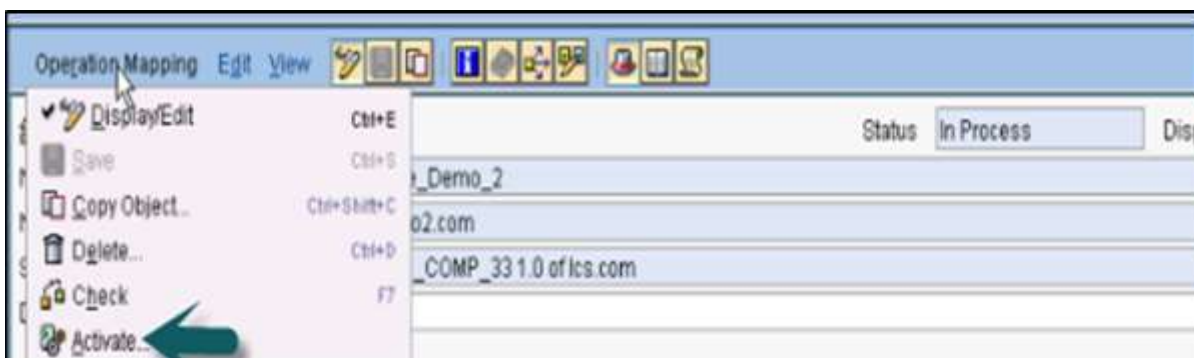 Operation Mapping Edit View
Display/Edit Ctrl+E
Status In Process
Save Ctrl+S
_Demo_2
Copy Object... Ctrl+Shift+C
o2.com
Delete... Ctrl+D
_COMP_33 1.0 of lcs.com
Check F7
Activate...